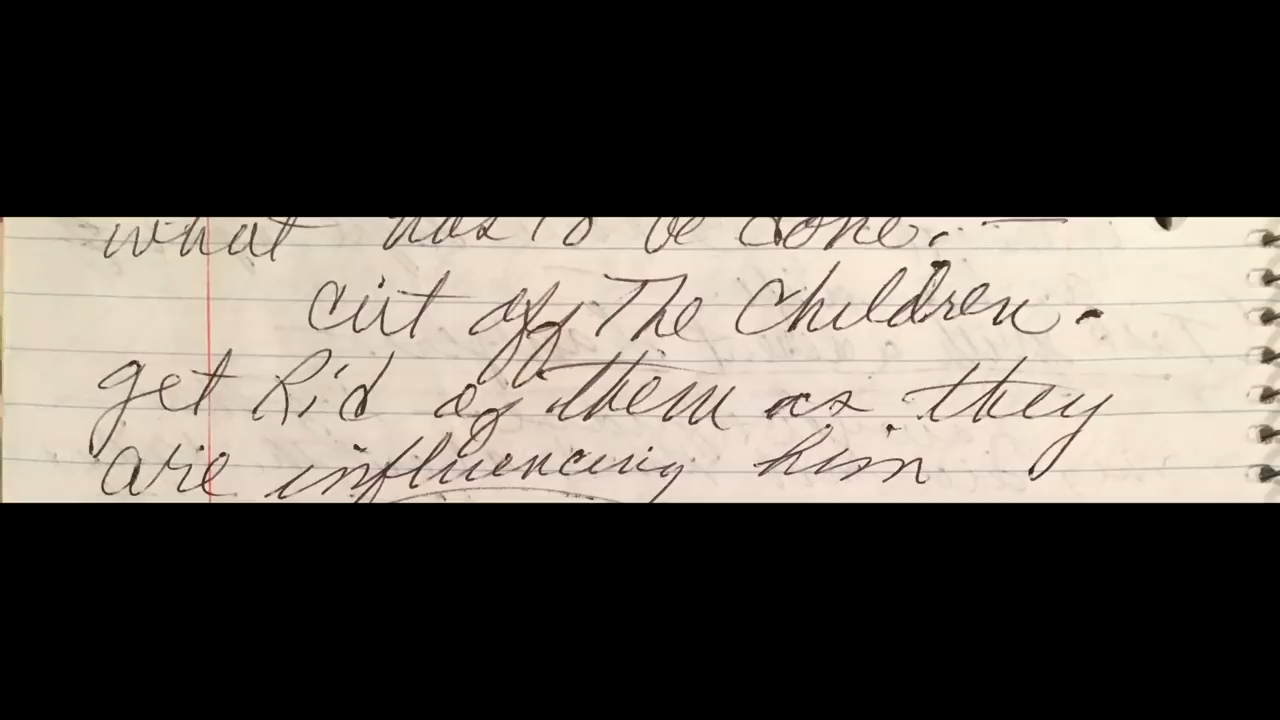 what has to be done. —
cut off The Children.
get Rid of them as they
are influencing him